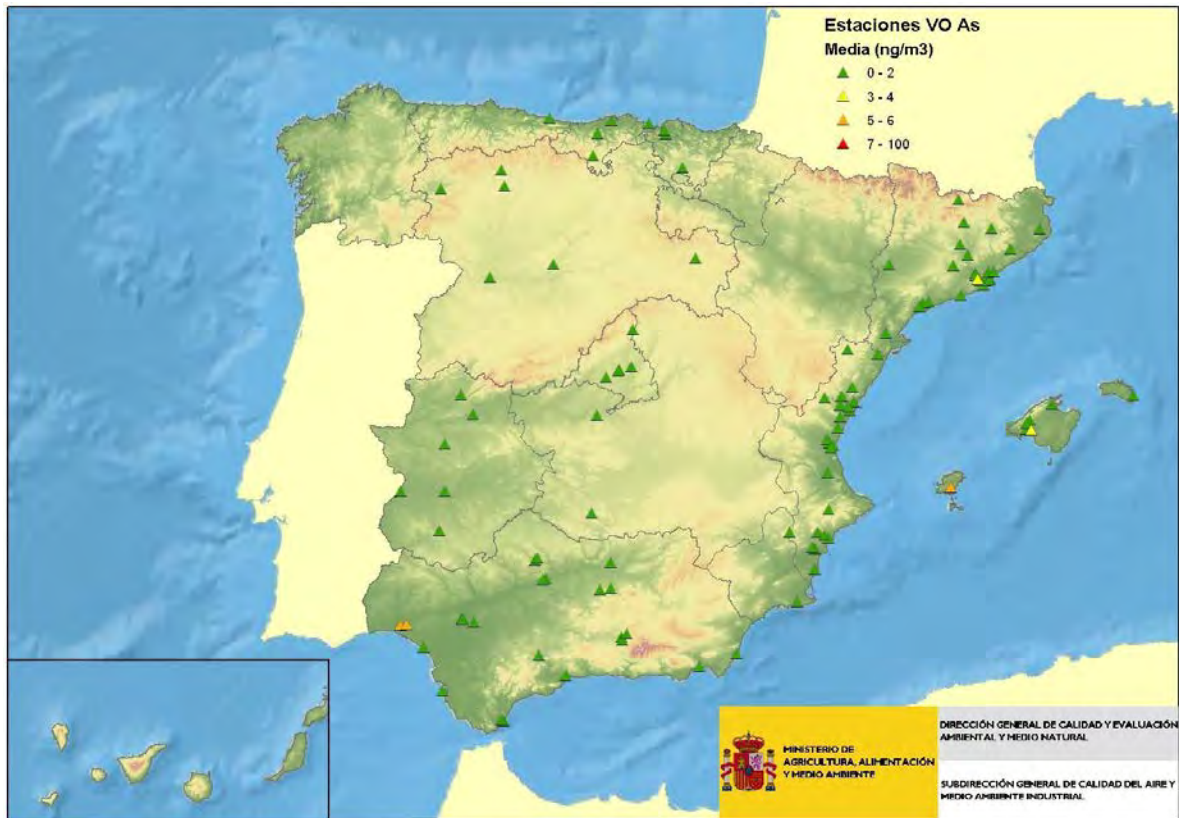 Estaciones VO As
Media (ng/m3)
0 - 2
3 - 4
5 - 6
7 - 100
MINISTERIO DE
AGRICULTURA, ALIMENTACIÓN
Y MEDIO AMBIENTE
DIRECCIÓN GENERAL DE CALIDAD Y EVALUACIÓN
AMBIENTAL Y MEDIO NATURAL
SUBDIRECCIÓN GENERAL DE CALIDAD DEL AIRE Y
MEDIO AMBIENTE INDUSTRIAL